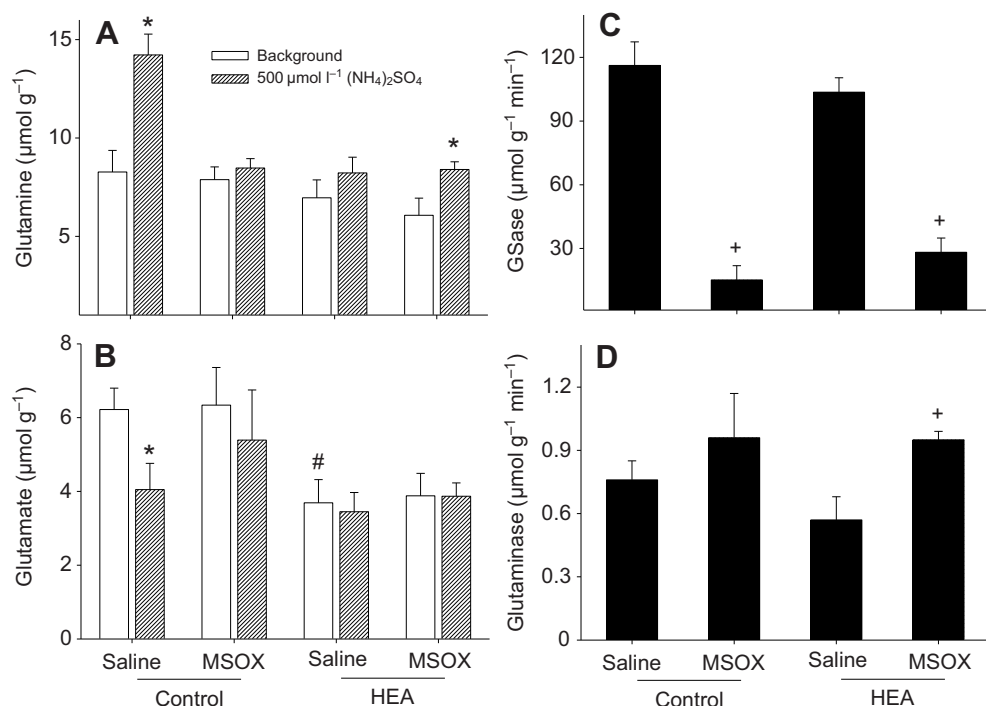 A
15
10
5
Glutamine (µmol g⁻¹)
*
*
Background
500 µmol l⁻¹ (NH₄)₂SO₄
B
8
6
4
2
0
Glutamate (µmol g⁻¹)
*
#
Saline
MSOX
Saline
MSOX
Control
HEA
C
120
90
60
30
GSase (µmol g⁻¹ min⁻¹)
+
+
D
1.2
0.9
0.6
0.3
0
Glutaminase (µmol g⁻¹ min⁻¹)
+
Saline
MSOX
Saline
MSOX
Control
HEA